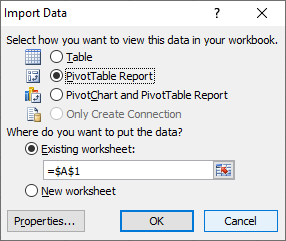 Import Data
Select how you want to view this data in your workbook.
Table
PivotTable Report
PivotChart and PivotTable Report
Only Create Connection
Where do you want to put the data?
Existing worksheet:
=$A$1
New worksheet
Properties... OK Cancel